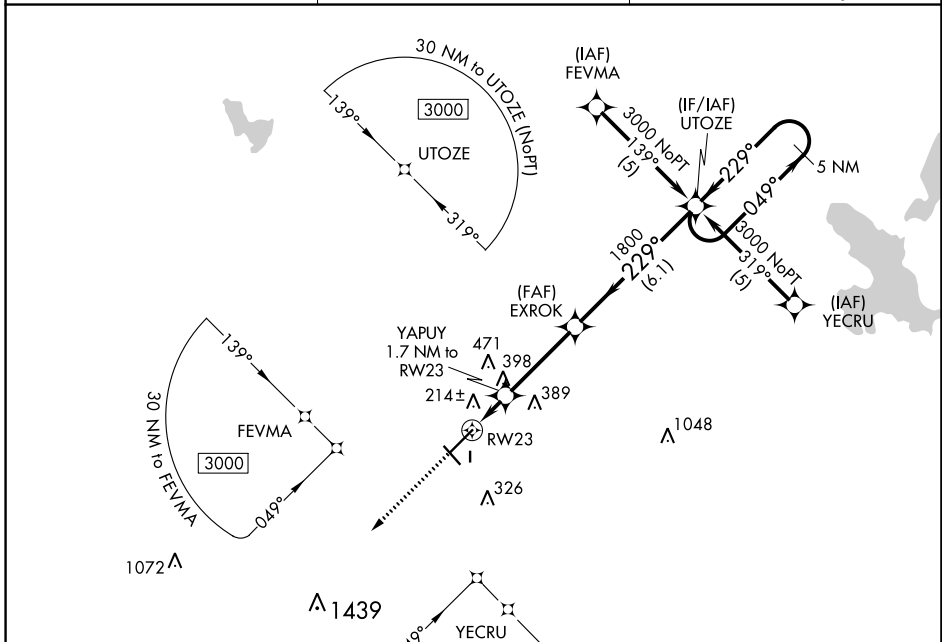 30 NM to UTOZE (NoPT)
139°
3000
UTOZE
319°
(IAF)
FEVMA
3000 NoPT
139°
(5)
(IF/IAF)
UTOZE
229°
049°
5 NM
3000 NoPT
319°
(5)
(IAF)
YECRU
1800
229°
(6.1)
(FAF)
EXROK
YAPUY
1.7 NM to
RW23
471
398
214±
389
RW23
1048
326
139°
30 NM to FEVMA
FEVMA
3000
049°
1072
1439
YECRU